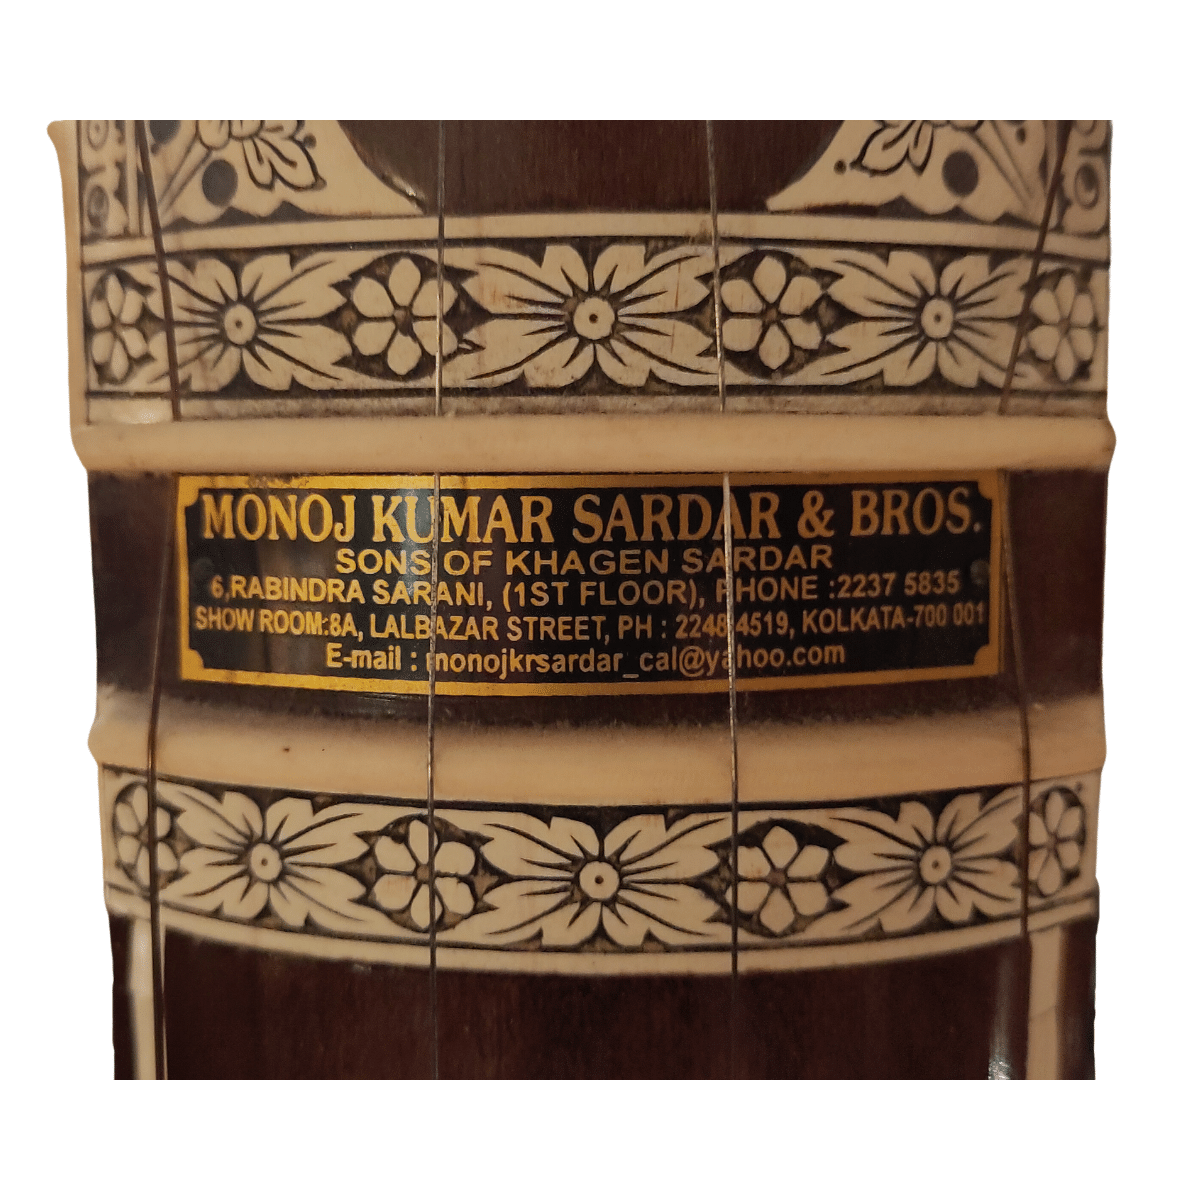 MONOJ KUMAR SARDAR & BROS.
SONS OF KHAGEN SARDAR
6,RABINDRA SARANI, (1ST FLOOR), PHONE :2237 5835
SHOW ROOM:8A, LALBAZAR STREET, PH : 2248 4519, KOLKATA-700 001
E-mail : monojkrsardar_cal@yahoo.com